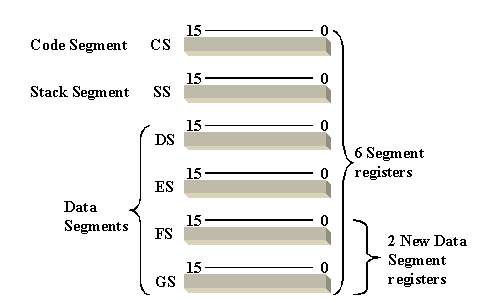 15 0
Code Segment CS
15 0
Stack Segment SS
15 0
DS
6 Segment
registers
15 0
ES
Data
Segments
15 0
FS
2 New Data
Segment
registers
15 0
GS